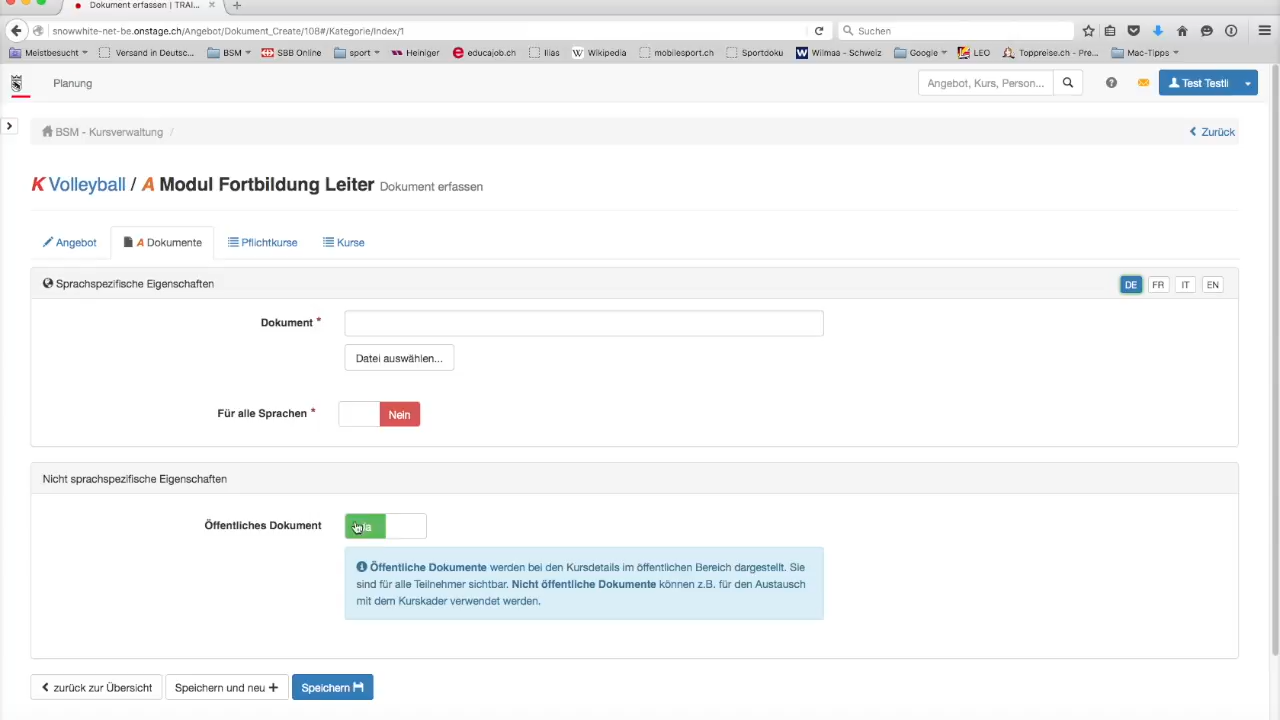 Dokument erfassen | TRAI...
snowwhite-net-be.onstage.ch/Angebot/Dokument_Create/108#/Kategorie/Index/1
Suchen
Meistbesucht Versand in Deutsc... BSM SBB Online sport Heiniger educajob.ch Ilias Wikipedia mobilesport.ch Sportdoku Wilmaa - Schweiz Google LEO Toppreise.ch - Pre... Mac-Tipps
Planung
Angebot, Kurs, Person...
Test Testli
BSM - Kursverwaltung /
Zurück
K Volleyball / A Modul Fortbildung Leiter Dokument erfassen
Angebot A Dokumente Pflichtkurse Kurse
Sprachspezifische Eigenschaften
DE FR IT EN
Dokument *
Datei auswählen...
Für alle Sprachen * Nein
Nicht sprachspezifische Eigenschaften
Öffentliches Dokument Ja
Öffentliche Dokumente werden bei den Kursdetails im öffentlichen Bereich dargestellt. Sie
sind für alle Teilnehmer sichtbar. Nicht öffentliche Dokumente können z.B. für den Austausch
mit dem Kurskader verwendet werden.
zurück zur Übersicht Speichern und neu Speichern